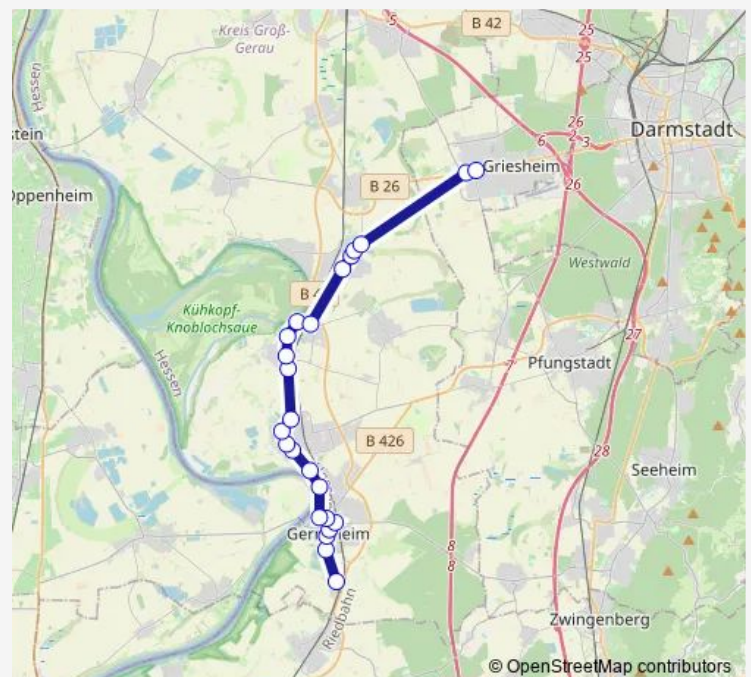 Kreis Groß-
Gerau
B 42
5
25
25
Hessen
26
2
3
6
Darmstadt
stein
Griesheim
26
B 26
Oppenheim
Westwald
B 4
Kühkopf-
Knoblochsaue
27
Hessen
7
Pfungstadt
B 426
28
Seeheim
8
8
Gernsheim
Riedbahn
Zwingenberg
© OpenStreetMap contributors